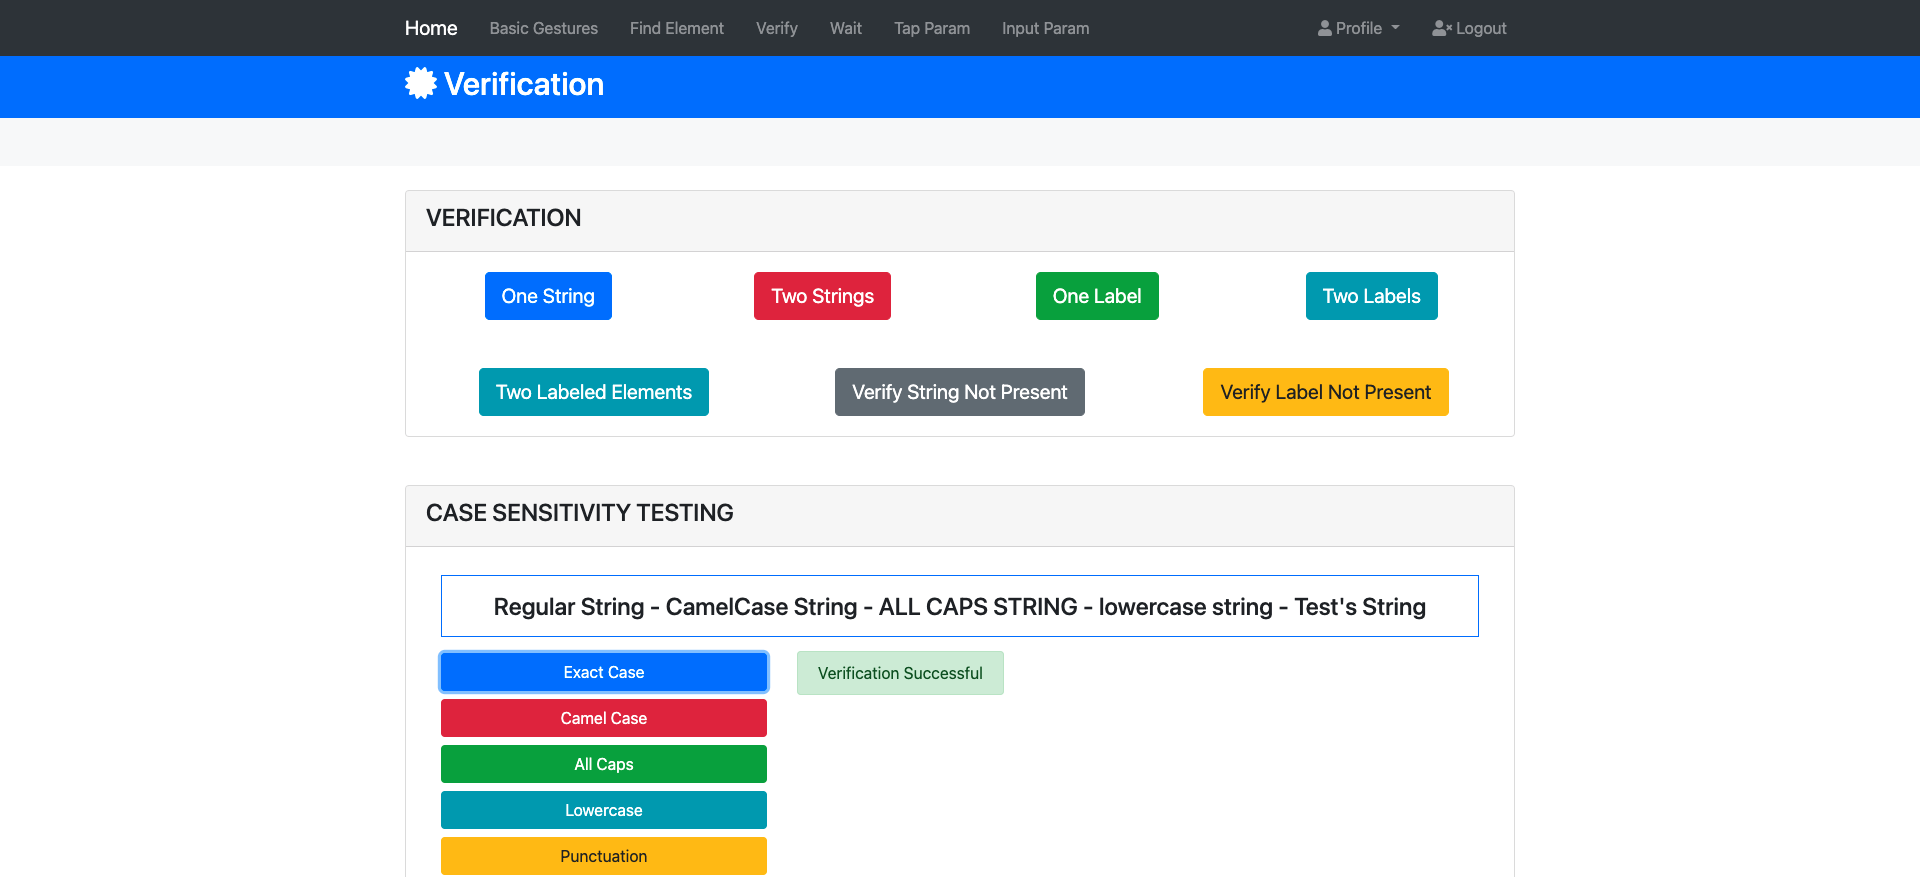 Home Basic Gestures Find Element Verify Wait Tap Param Input Param Profile Logout
Verification
VERIFICATION
One String Two Strings One Label Two Labels
Two Labeled Elements Verify String Not Present Verify Label Not Present
CASE SENSITIVITY TESTING
Regular String - CamelCase String - ALL CAPS STRING - lowercase string - Test's String
Exact Case Verification Successful
Camel Case
All Caps
Lowercase
Punctuation